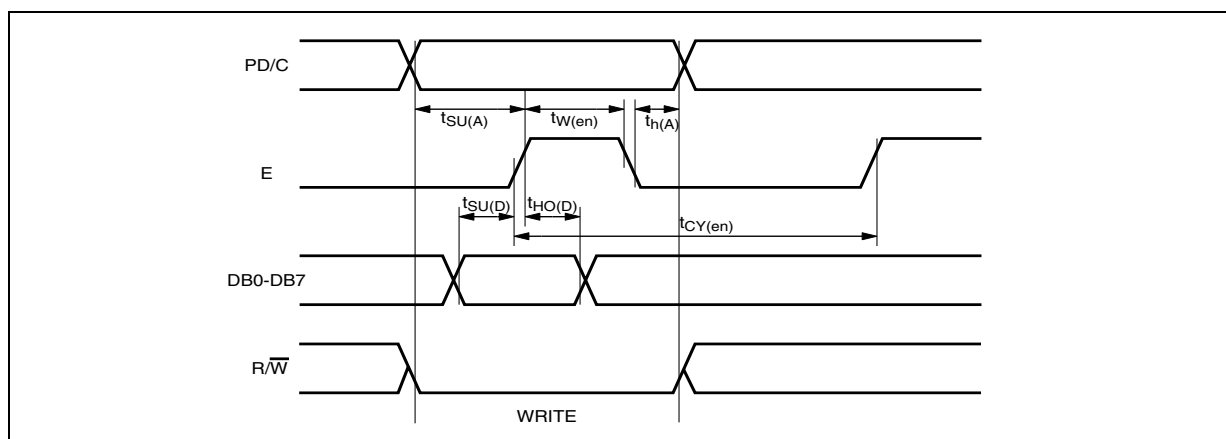 PD/C
tSU(A) tW(en) th(A)
E
tSU(D) tHO(D)
tCY(en)
DB0-DB7
R/W̅
WRITE